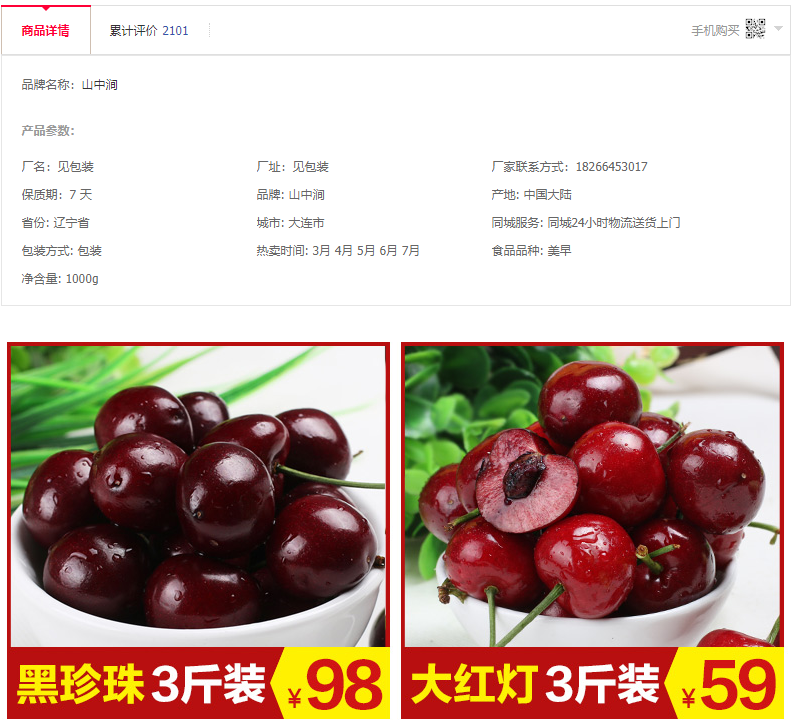 商品详情 累计评价 2101 手机购买
品牌名称：山中涧
产品参数：
厂名：见包装 厂址：见包装 厂家联系方式：18266453017
保质期：7 天 品牌: 山中涧 产地: 中国大陆
省份: 辽宁省 城市: 大连市 同城服务: 同城24小时物流送货上门
包装方式: 包装 热卖时间: 3月 4月 5月 6月 7月 食品品种: 美早
净含量: 1000g
黑珍珠 3斤装 ¥98 大红灯 3斤装 ¥59